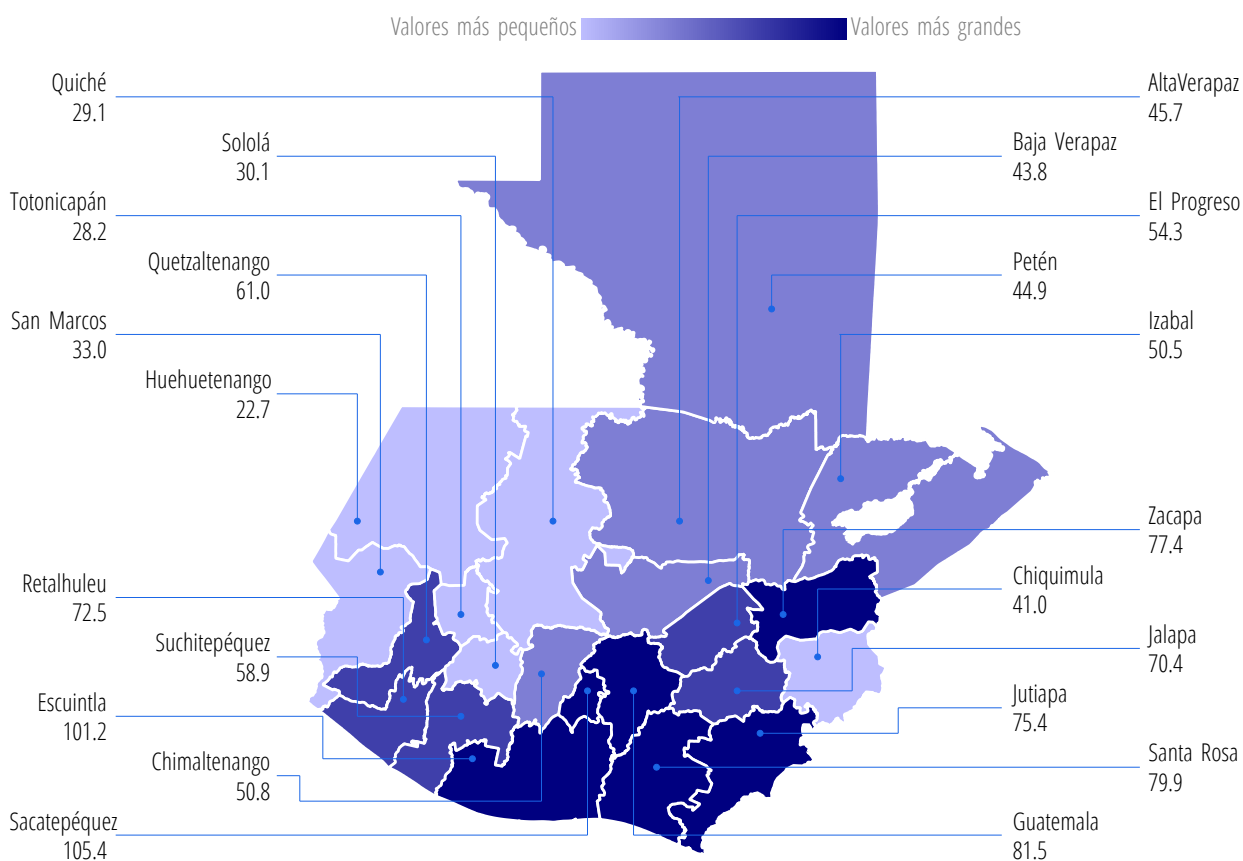 Valores más pequeños
Valores más grandes
Quiché
29.1
Sololá
30.1
Totonicapán
28.2
Quetzaltenango
61.0
San Marcos
33.0
Huehuetenango
22.7
Retalhuleu
72.5
Suchitepéquez
58.9
Escuintla
101.2
Chimaltenango
50.8
Sacatepéquez
105.4
AltaVerapaz
45.7
Baja Verapaz
43.8
El Progreso
54.3
Petén
44.9
Izabal
50.5
Zacapa
77.4
Chiquimula
41.0
Jalapa
70.4
Jutiapa
75.4
Santa Rosa
79.9
Guatemala
81.5